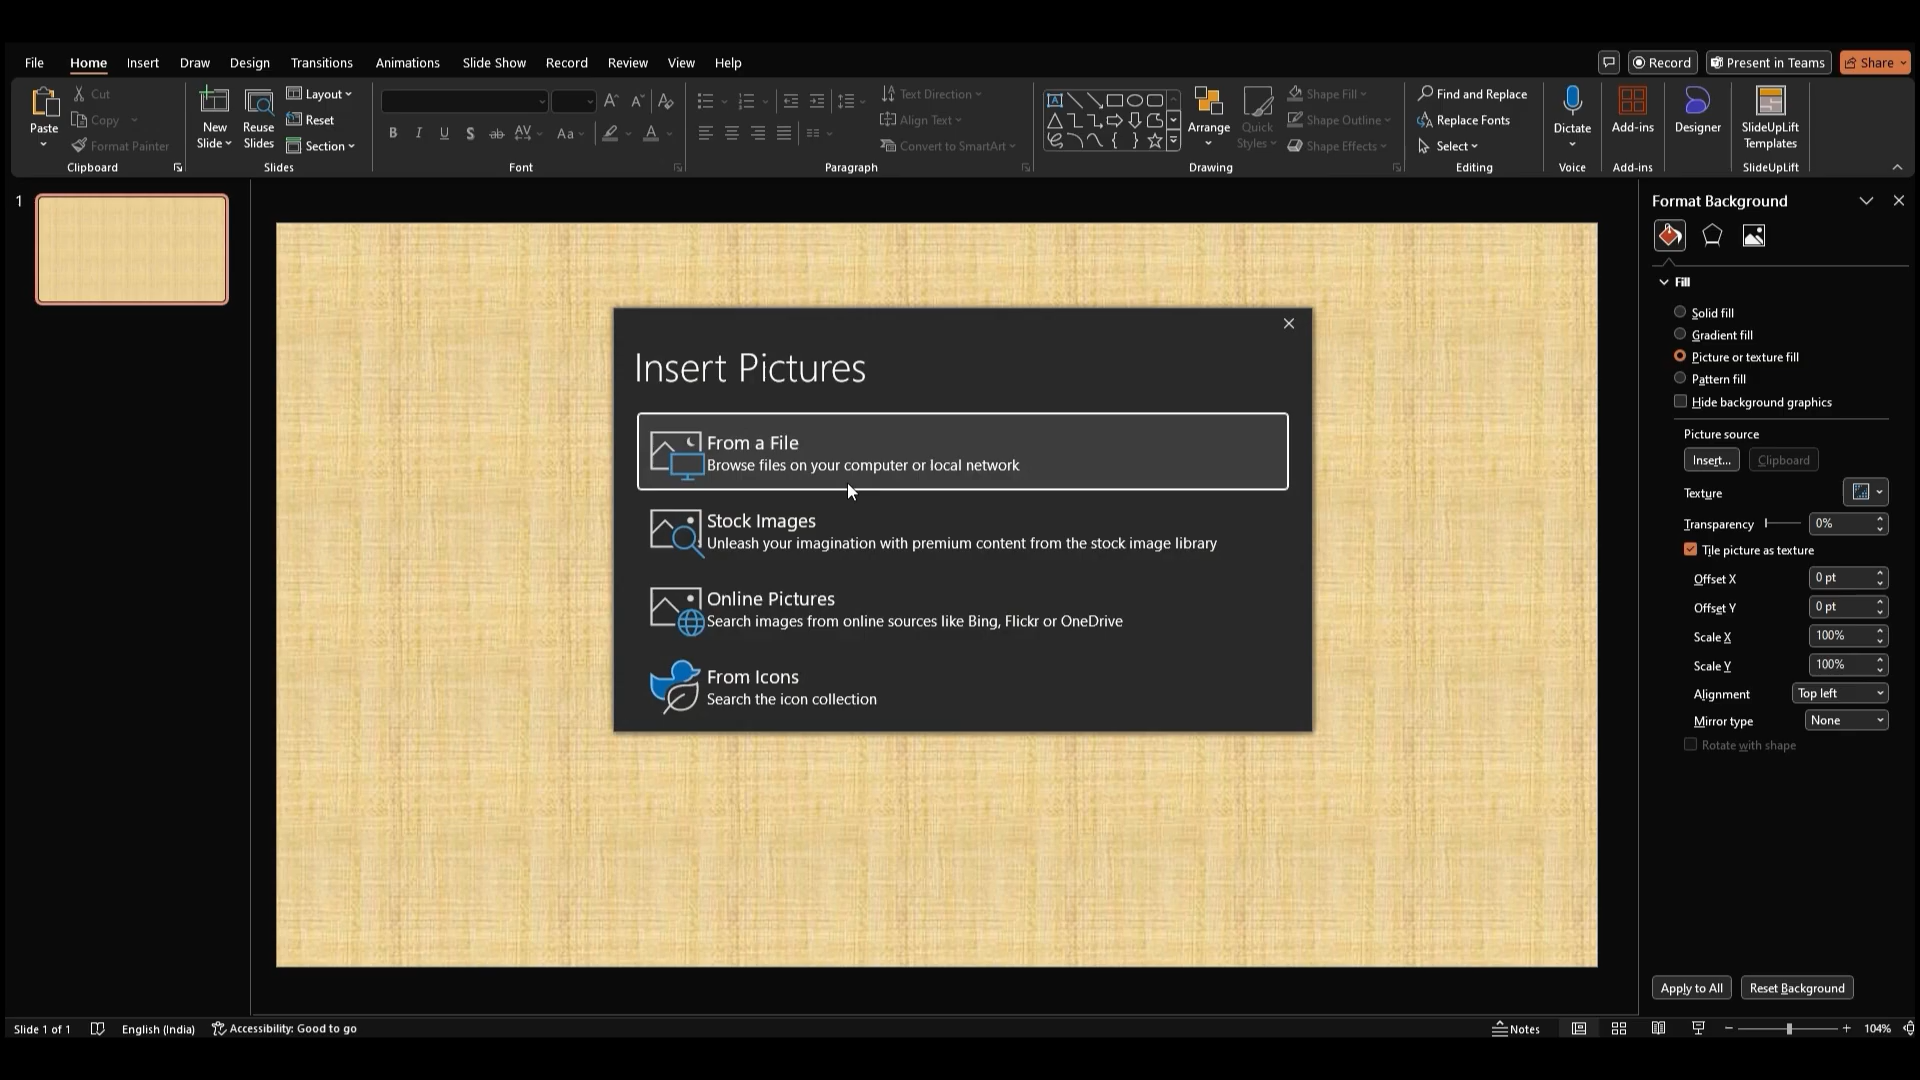 File Home Insert Draw Design Transitions Animations Slide Show Record Review View Help
Record Present in Teams Share
Paste
Cut
Copy
Format Painter
Clipboard
New Slide
Reuse Slides
Layout
Reset
Section
Slides
B I U S ab AV Aa A
Font
Text Direction
Align Text
Convert to SmartArt
Paragraph
Arrange
Quick Styles
Shape Fill
Shape Outline
Shape Effects
Drawing
Find and Replace
Replace Fonts
Select
Editing
Dictate
Voice
Add-ins
Add-ins
Designer
SlideUpLift Templates
SlideUpLift
1
Insert Pictures
From a File
Browse files on your computer or local network
Stock Images
Unleash your imagination with premium content from the stock image library
Online Pictures
Search images from online sources like Bing, Flickr or OneDrive
From Icons
Search the icon collection
Format Background
Fill
Solid fill
Gradient fill
Picture or texture fill
Pattern fill
Hide background graphics
Picture source
Insert... Clipboard
Texture
Transparency 0%
Tile picture as texture
Offset X 0 pt
Offset Y 0 pt
Scale X 100%
Scale Y 100%
Alignment Top left
Mirror type None
Rotate with shape
Apply to All Reset Background
Slide 1 of 1 English (India) Accessibility: Good to go Notes 104%